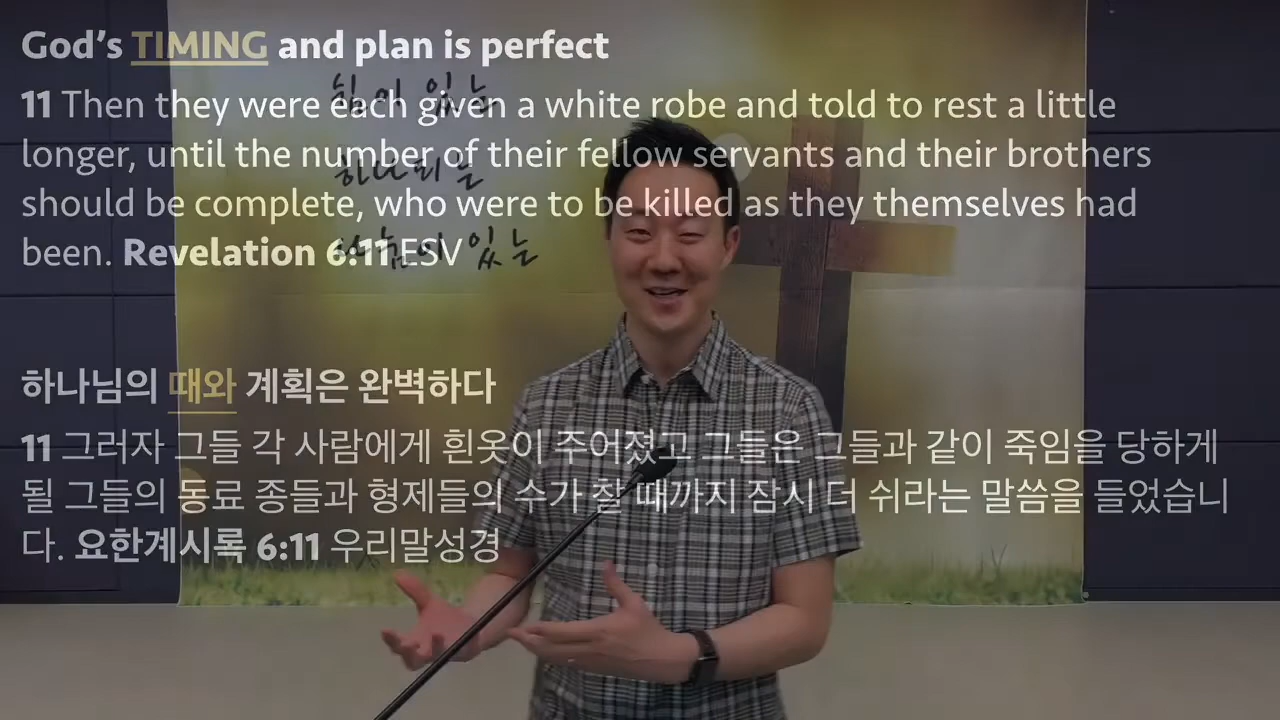 God's TIMING and plan is perfect
11 Then they were each given a white robe and told to rest a little
longer, until the number of their fellow servants and their brothers
should be complete, who were to be killed as they themselves had
been. Revelation 6:11 ESV
하나님의 때와 계획은 완벽하다
11 그러자 그들 각 사람에게 흰옷이 주어졌고 그들은 그들과 같이 죽임을 당하게
될 그들의 동료 종들과 형제들의 수가 찰 때까지 잠시 더 쉬라는 말씀을 들었습니
다. 요한계시록 6:11 우리말성경
있는
있는